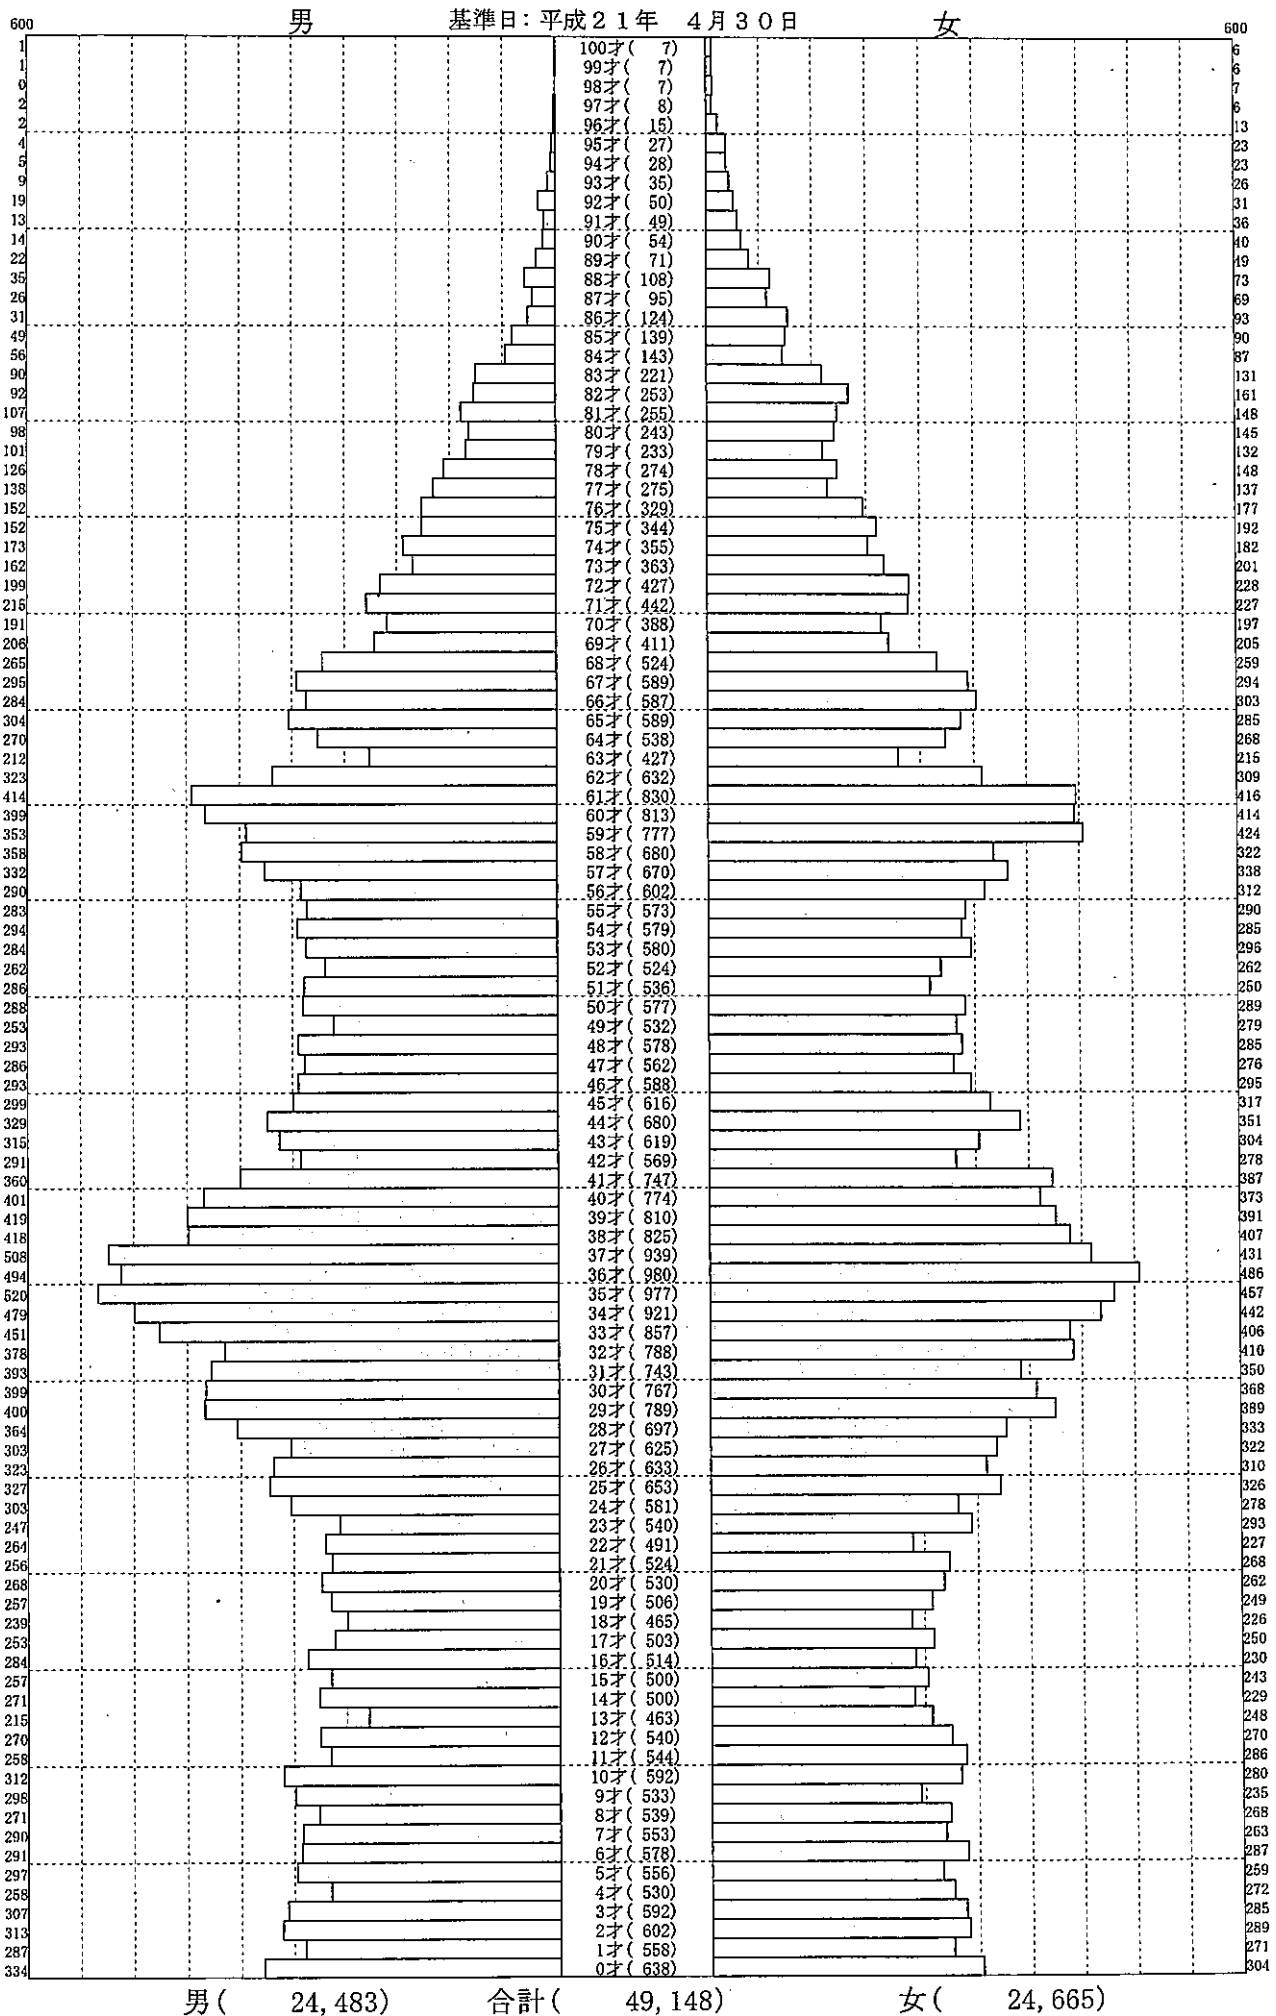 男 基準日：平成２１年　４月３０日 女
600 600
1 100才( 7) 6
1 99才( 7) 6
0 98才( 7) 7
2 97才( 8) 6
2 96才( 15) 13
4 95才( 27) 23
5 94才( 28) 23
9 93才( 35) 26
19 92才( 50) 31
13 91才( 49) 36
14 90才( 54) 40
22 89才( 71) 49
35 88才( 108) 73
26 87才( 95) 69
31 86才( 124) 93
49 85才( 139) 90
56 84才( 143) 87
90 83才( 221) 131
92 82才( 253) 161
107 81才( 255) 148
98 80才( 243) 145
101 79才( 233) 132
126 78才( 274) 148
138 77才( 275) 137
152 76才( 329) 177
152 75才( 344) 192
173 74才( 355) 182
162 73才( 363) 201
199 72才( 427) 228
215 71才( 442) 227
191 70才( 388) 197
206 69才( 411) 205
265 68才( 524) 259
295 67才( 589) 294
284 66才( 587) 303
304 65才( 589) 285
270 64才( 538) 268
212 63才( 427) 215
323 62才( 632) 309
414 61才( 830) 416
399 60才( 813) 414
353 59才( 777) 424
358 58才( 680) 322
332 57才( 670) 338
290 56才( 602) 312
283 55才( 573) 290
294 54才( 579) 285
284 53才( 580) 296
262 52才( 524) 262
286 51才( 536) 250
288 50才( 577) 289
253 49才( 532) 279
293 48才( 578) 285
286 47才( 562) 276
293 46才( 588) 295
299 45才( 616) 317
329 44才( 680) 351
315 43才( 619) 304
291 42才( 569) 278
360 41才( 747) 387
401 40才( 774) 373
419 39才( 810) 391
418 38才( 825) 407
508 37才( 939) 431
494 36才( 980) 486
520 35才( 977) 457
479 34才( 921) 442
451 33才( 857) 406
378 32才( 788) 410
393 31才( 743) 350
399 30才( 767) 368
400 29才( 789) 389
364 28才( 697) 333
303 27才( 625) 322
323 26才( 633) 310
327 25才( 653) 326
303 24才( 581) 278
247 23才( 540) 293
264 22才( 491) 227
256 21才( 524) 268
268 20才( 530) 262
257 19才( 506) 249
239 18才( 465) 226
253 17才( 503) 250
284 16才( 514) 230
257 15才( 500) 243
271 14才( 500) 229
215 13才( 463) 248
270 12才( 540) 270
258 11才( 544) 286
312 10才( 592) 280
298 9才( 533) 235
271 8才( 539) 268
290 7才( 553) 263
291 6才( 578) 287
297 5才( 556) 259
258 4才( 530) 272
307 3才( 592) 285
313 2才( 602) 289
287 1才( 558) 271
334 0才( 638) 304
男( 24,483) 合計( 49,148) 女( 24,665)